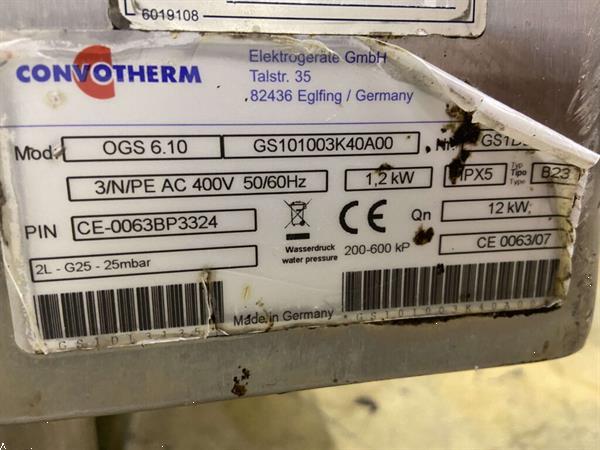 6019108
CONVOTHERM
Elektrogeräte GmbH
Talstr. 35
82436 Eglfing / Germany
Mod. OGS 6.10 GS101003K40A00
3/N/PE AC 400V 50/60Hz 1,2 kW IPX5 Typ Tipo Type B23
PIN CE-0063BP3324 CE Qn 12 kW
Wasserdruck
water pressure 200-600 kP CE 0063/07
2L - G25 - 25mbar
Made in Germany *GS101003K40A00